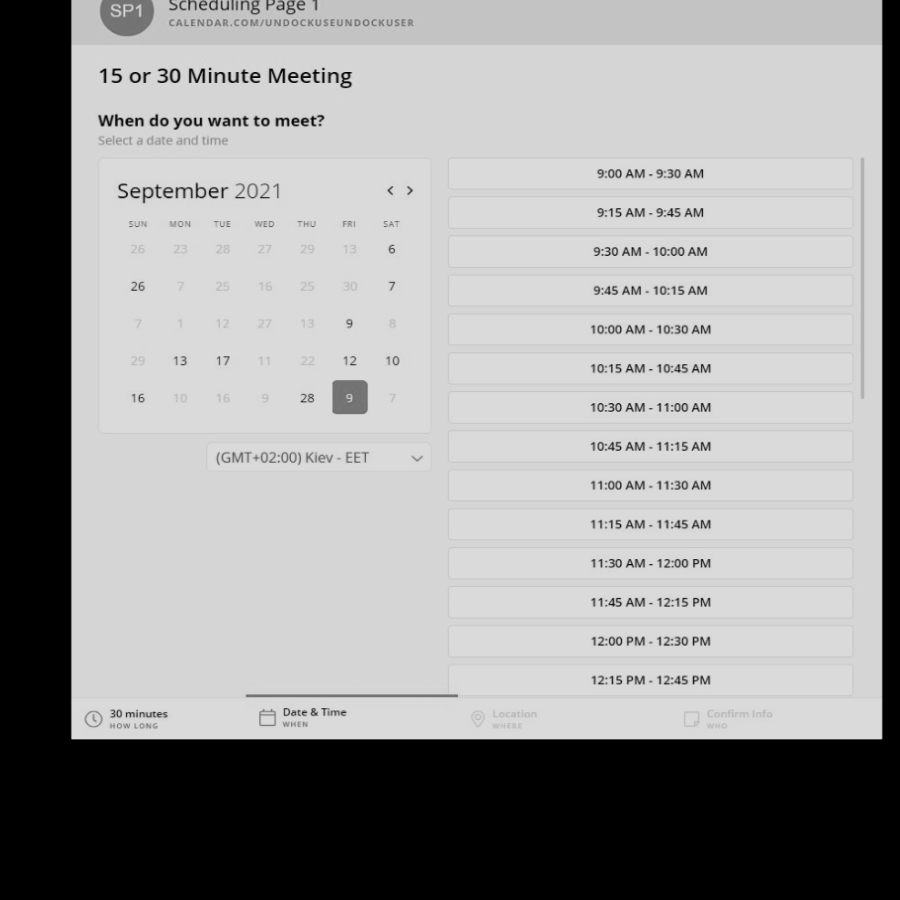 SP1
Scheduling Page 1
CALENDAR.COM/UNDOCKUSEUNDOCKUSER
15 or 30 Minute Meeting
When do you want to meet?
Select a date and time
September 2021
SUN MON TUE WED THU FRI SAT
26 23 28 27 29 13 6
26 7 25 16 25 30 7
7 1 12 27 13 9 8
29 13 17 11 22 12 10
16 10 16 9 28 9 7
(GMT+02:00) Kiev - EET
9:00 AM - 9:30 AM
9:15 AM - 9:45 AM
9:30 AM - 10:00 AM
9:45 AM - 10:15 AM
10:00 AM - 10:30 AM
10:15 AM - 10:45 AM
10:30 AM - 11:00 AM
10:45 AM - 11:15 AM
11:00 AM - 11:30 AM
11:15 AM - 11:45 AM
11:30 AM - 12:00 PM
11:45 AM - 12:15 PM
12:00 PM - 12:30 PM
12:15 PM - 12:45 PM
30 minutes
HOW LONG
Date & Time
WHEN
Location
WHERE
Confirm Info
WHO